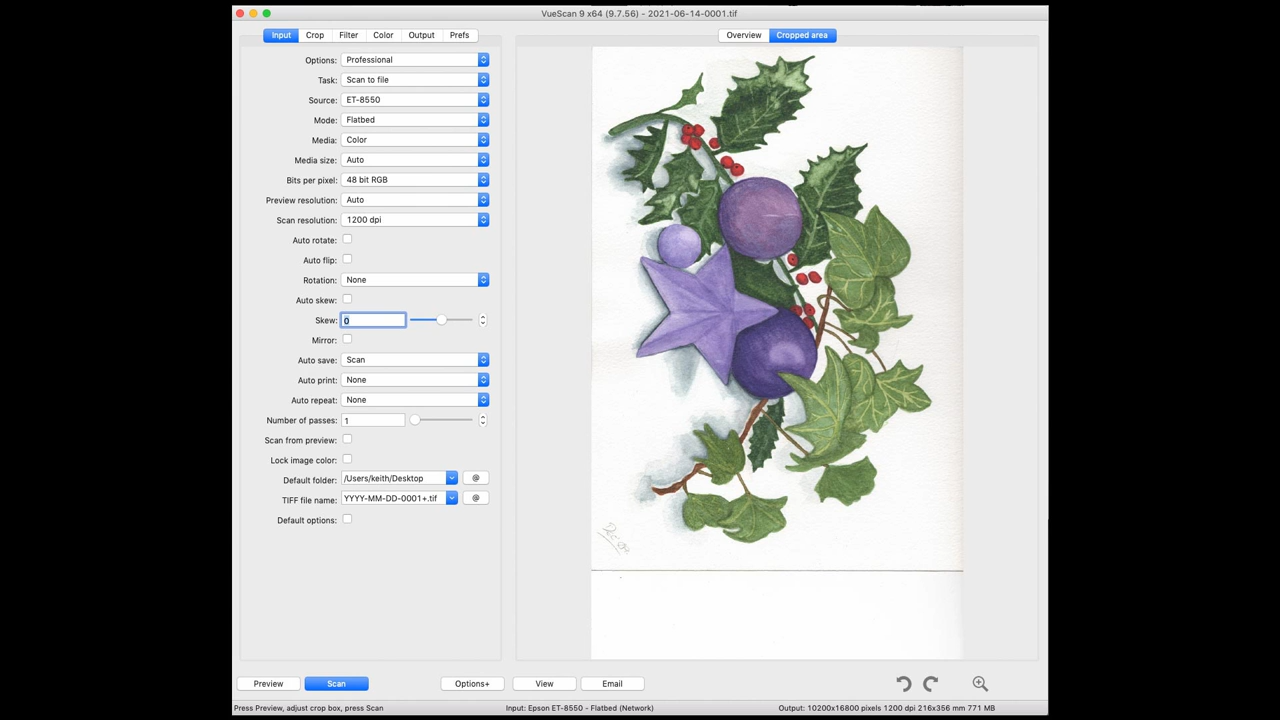 VueScan 9 x64 (9.7.56) - 2021-06-14-0001.tif
Input Crop Filter Color Output Prefs
Overview Cropped area
Options: Professional
Task: Scan to file
Source: ET-8550
Mode: Flatbed
Media: Color
Media size: Auto
Bits per pixel: 48 bit RGB
Preview resolution: Auto
Scan resolution: 1200 dpi
Auto rotate:
Auto flip:
Rotation: None
Auto skew:
Skew: 0
Mirror:
Auto save: Scan
Auto print: None
Auto repeat: None
Number of passes: 1
Scan from preview:
Lock image color:
Default folder: /Users/keith/Desktop @
TIFF file name: YYYY-MM-DD-0001+.tif @
Default options:
Preview Scan Options+ View Email
Press Preview, adjust crop box, press Scan
Input: Epson ET-8550 - Flatbed (Network)
Output: 10200x16800 pixels 1200 dpi 216x356 mm 771 MB